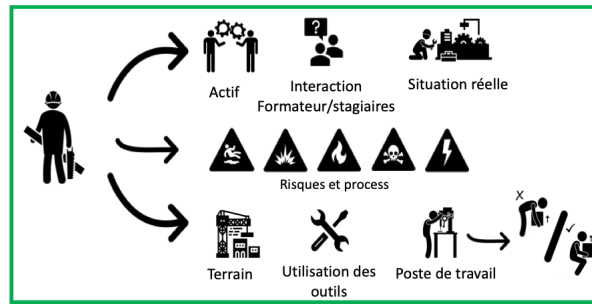 ?
Actif
Interaction
Formateur/stagiaires
Situation réelle
Risques et process
Terrain
Utilisation des
outils
Poste de travail